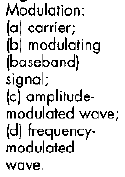 Modulation:
(a) carrier;
(b) modulating
(baseband)
signal;
(c) amplitude-
modulated wave;
(d) frequency-
modulated
wave.